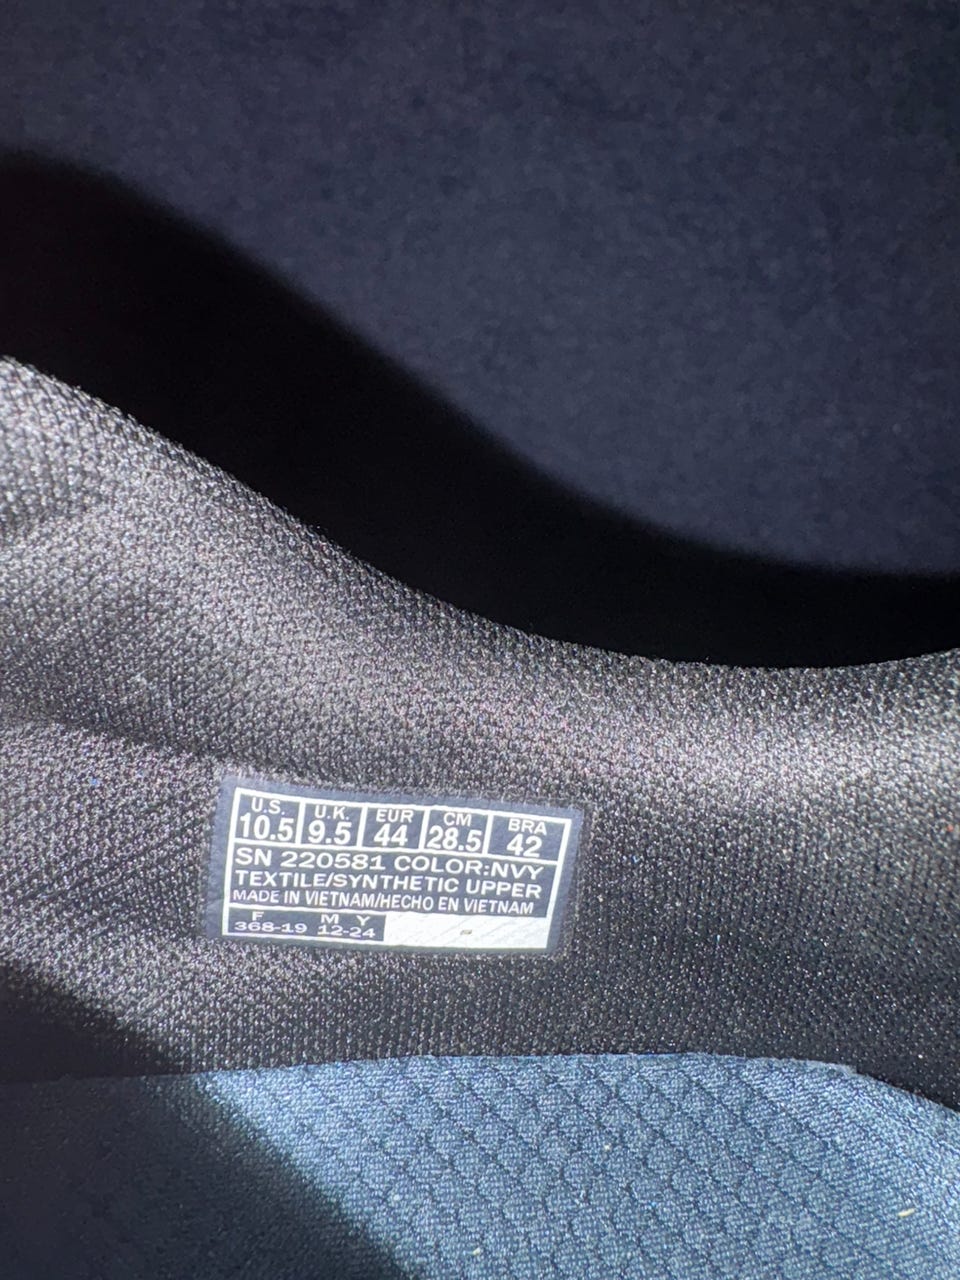 U.S. U.K. EUR CM BRA
10.5 9.5 44 28.5 42
SN 220581 COLOR:NVY
TEXTILE/SYNTHETIC UPPER
MADE IN VIETNAM/HECHO EN VIETNAM
F M Y
368-19 12-24